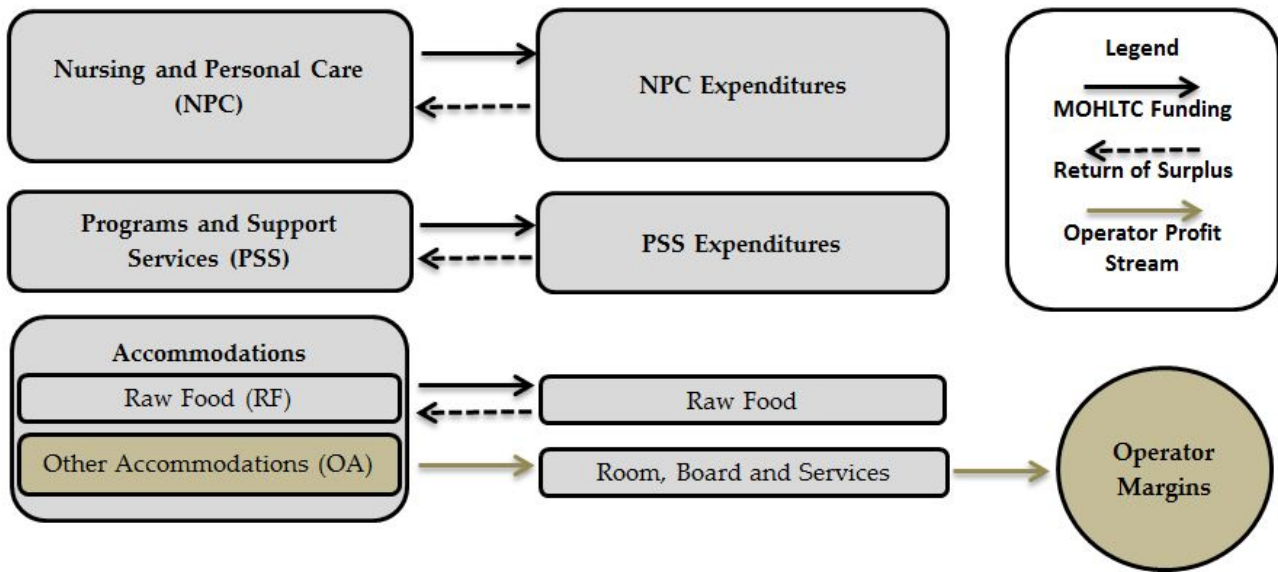 Nursing and Personal Care
(NPC)
NPC Expenditures
Programs and Support
Services (PSS)
PSS Expenditures
Accommodations
Raw Food (RF)
Raw Food
Other Accommodations (OA)
Room, Board and Services
Operator
Margins
Legend
MOHLTC Funding
Return of Surplus
Operator Profit
Stream